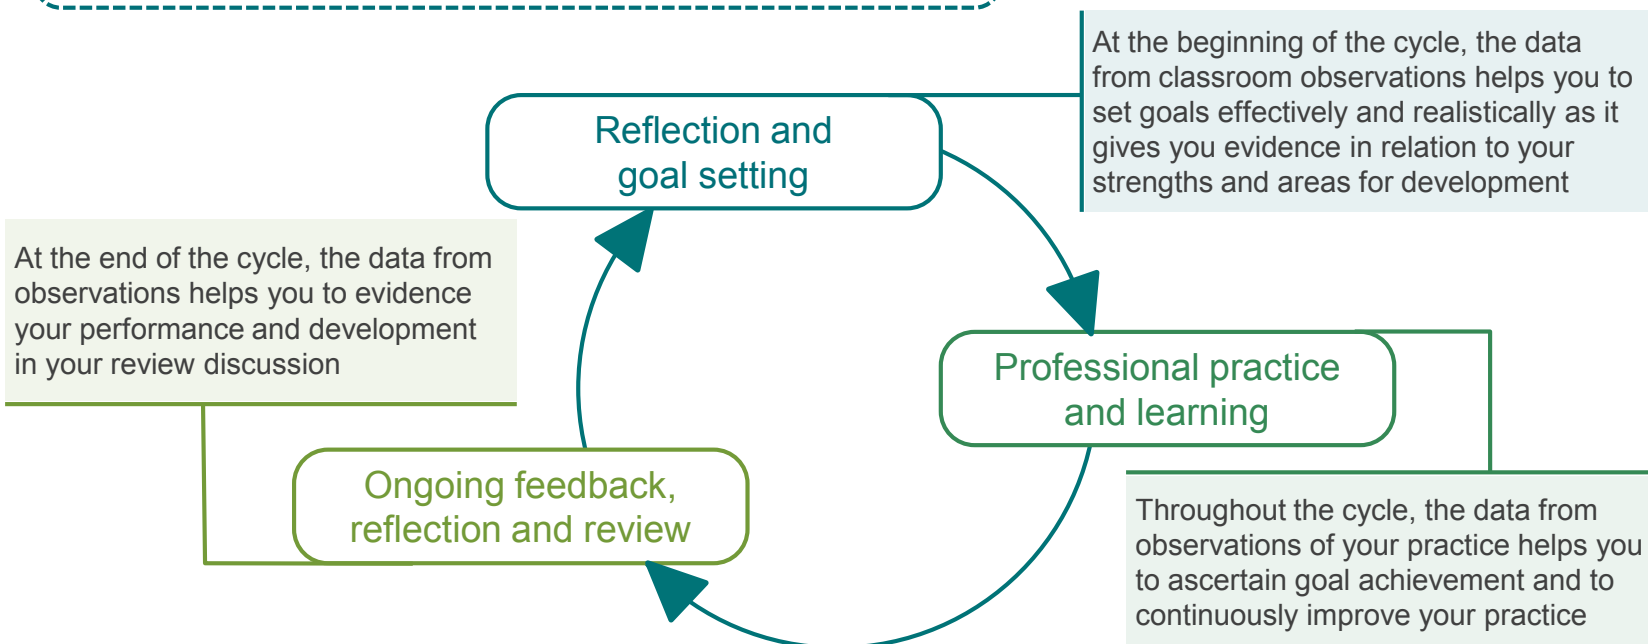 At the beginning of the cycle, the data
from classroom observations helps you to
set goals effectively and realistically as it
gives you evidence in relation to your
strengths and areas for development
Reflection and
goal setting
At the end of the cycle, the data from
observations helps you to evidence
your performance and development
in your review discussion
Professional practice
and learning
Ongoing feedback,
reflection and review
Throughout the cycle, the data from
observations of your practice helps you
to ascertain goal achievement and to
continuously improve your practice